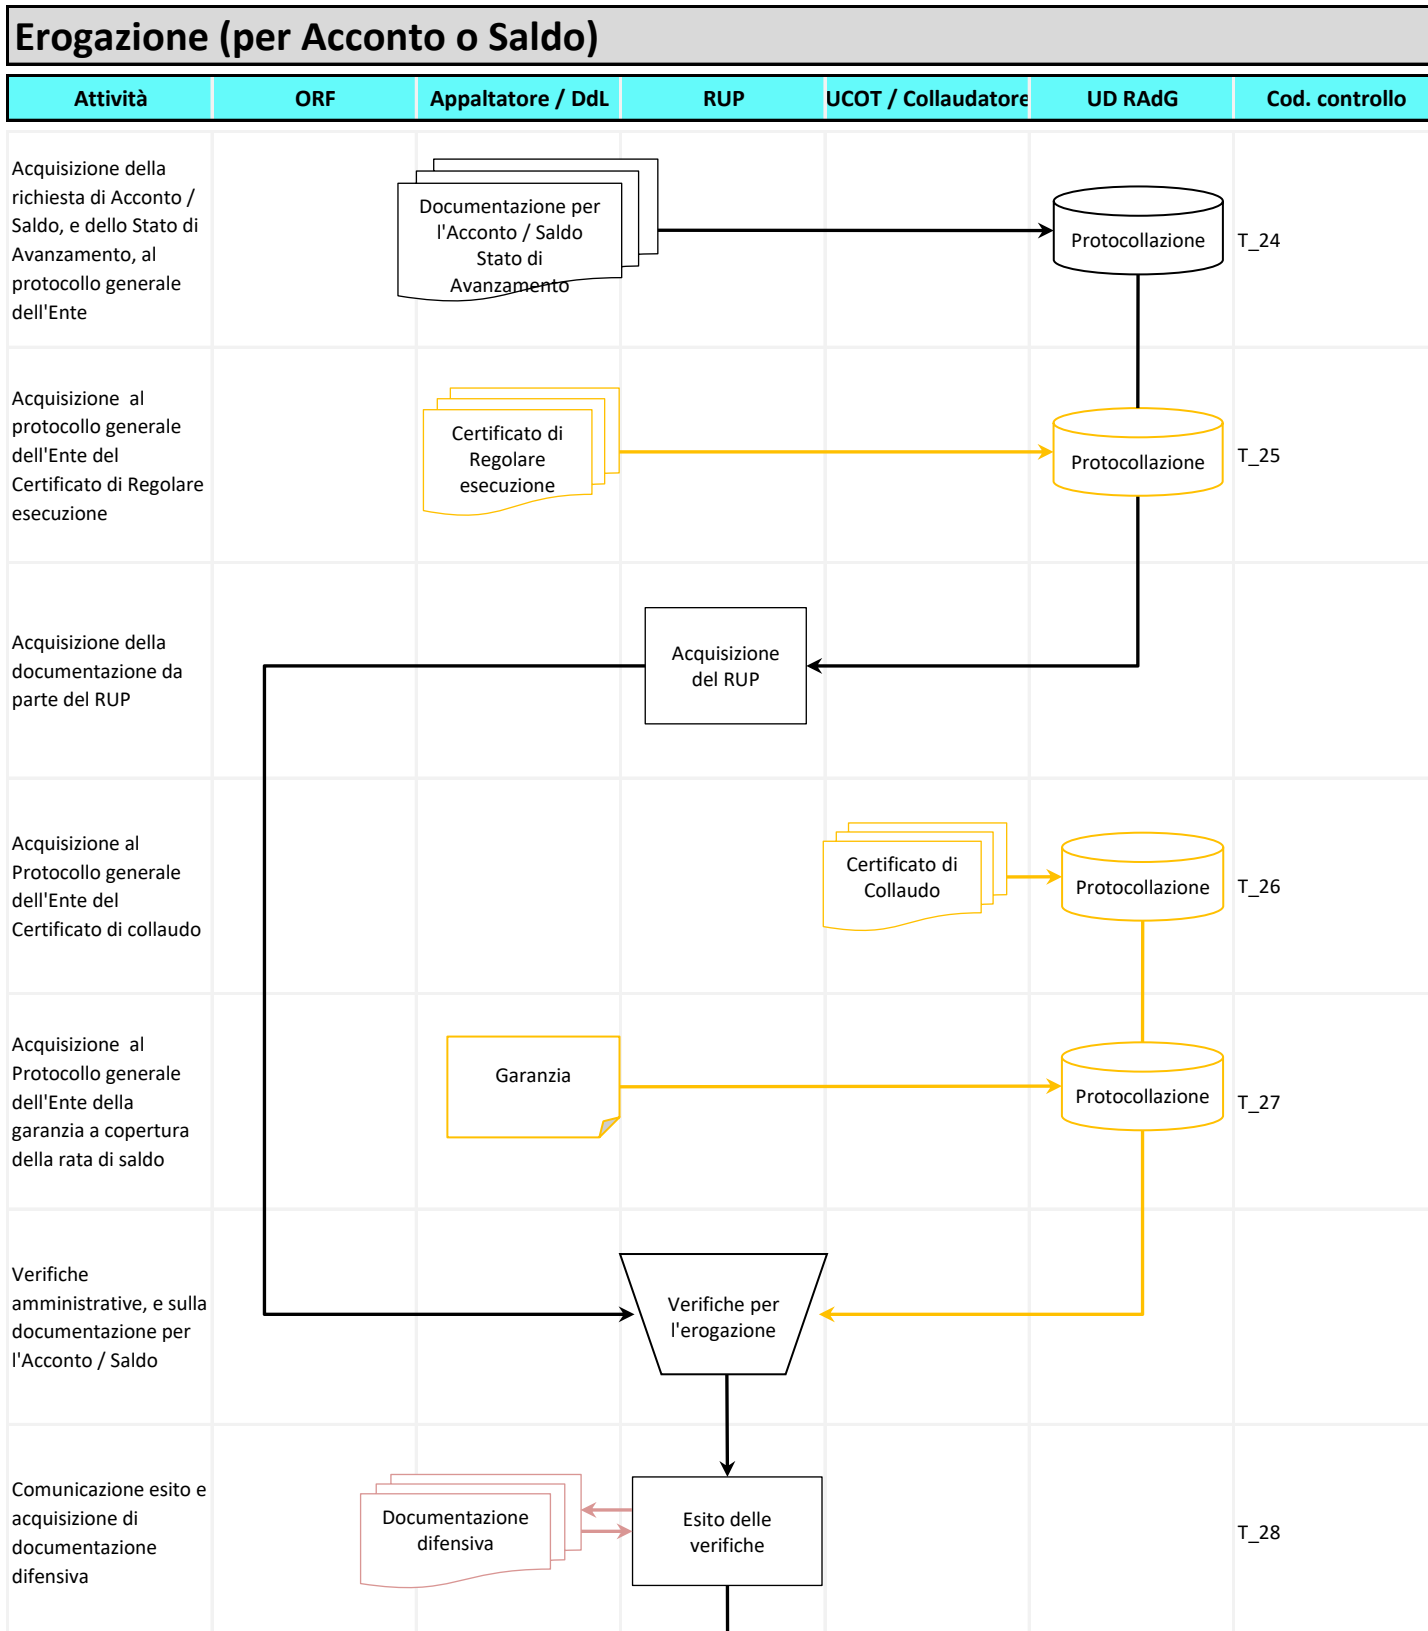 Erogazione (per Acconto o Saldo)
Attività ORF Appaltatore / DdL RUP UCOT / Collaudatore UD RAdG Cod. controllo
Acquisizione della
richiesta di Acconto /
Saldo, e dello Stato di
Avanzamento, al
protocollo generale
dell'Ente
Documentazione per
l'Acconto / Saldo
Stato di
Avanzamento
Protocollazione
T_24
Acquisizione  al
protocollo generale
dell'Ente del
Certificato di Regolare
esecuzione
Certificato di
Regolare
esecuzione
Protocollazione
T_25
Acquisizione della
documentazione da
parte del RUP
Acquisizione
del RUP
Acquisizione al
Protocollo generale
dell'Ente del
Certificato di collaudo
Certificato di
Collaudo
Protocollazione
T_26
Acquisizione  al
Protocollo generale
dell'Ente della
garanzia a copertura
della rata di saldo
Garanzia
Protocollazione
T_27
Verifiche
amministrative, e sulla
documentazione per
l'Acconto / Saldo
Verifiche per
l'erogazione
Comunicazione esito e
acquisizione di
documentazione
difensiva
Documentazione
difensiva
Esito delle
verifiche
T_28